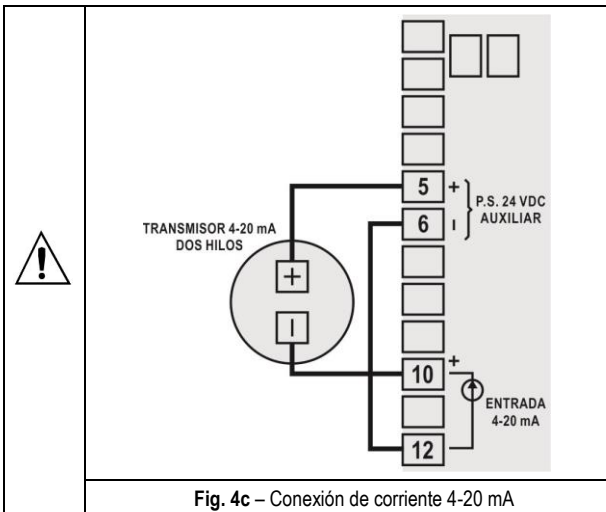 5 +
P.S. 24 VDC
AUXILIAR
6 -
TRANSMISOR 4-20 mA
DOS HILOS
+
-
10 +
ENTRADA
4-20 mA
12 -
Fig. 4c – Conexión de corriente 4-20 mA